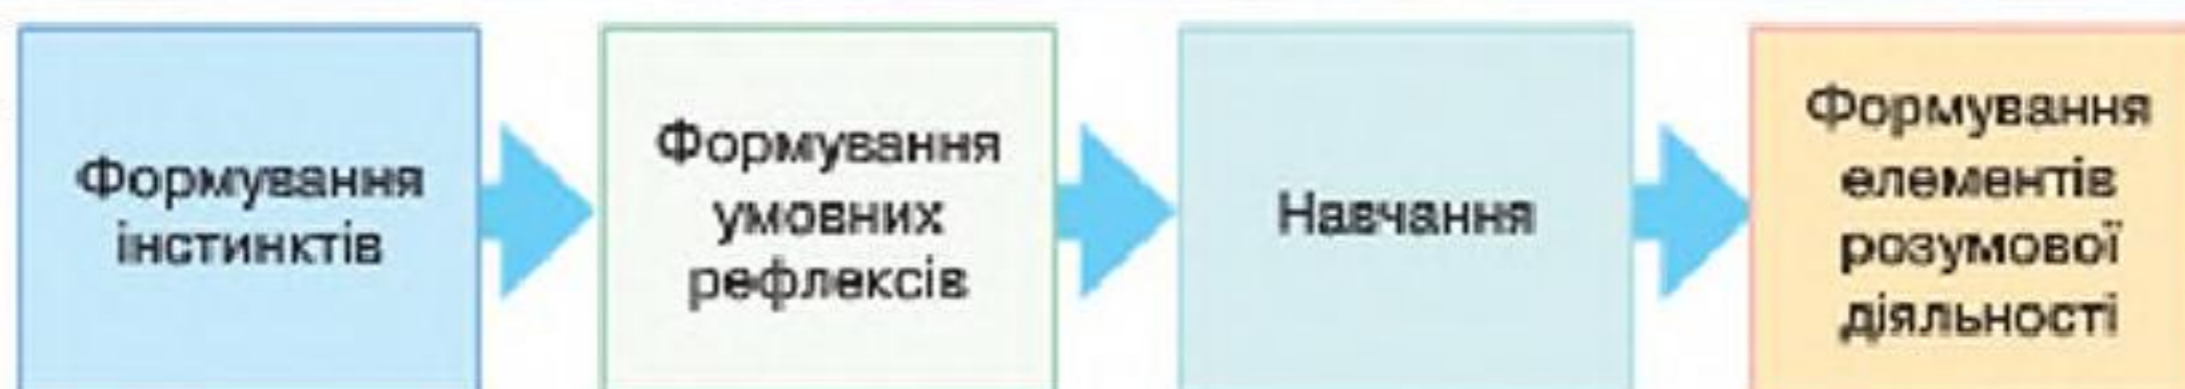 Формування
інстинктів
Формування
умовних
рефлексів
Навчання
Формування
елементів
розумової
діяльності